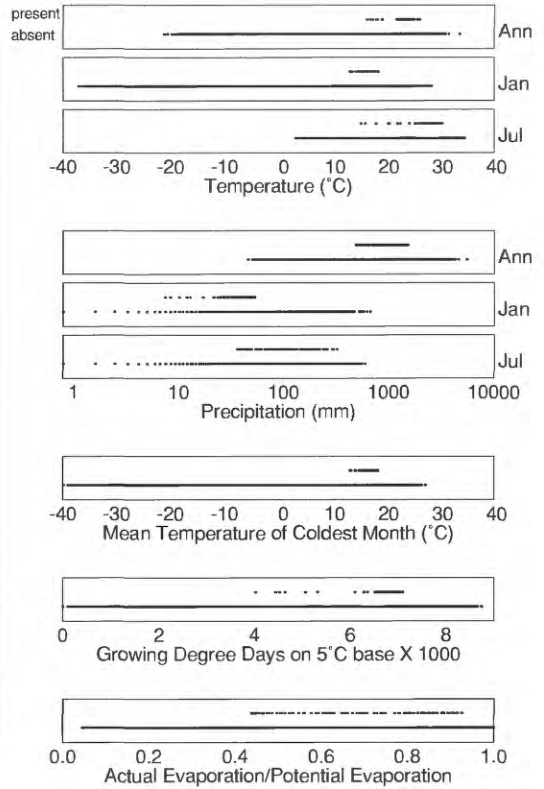 present
absent
Ann
Jan
Jul
-40 -30 -20 -10 0 10 20 30 40
Temperature (˚C)
Ann
Jan
Jul
1 10 100 1000 10000
Precipitation (mm)
-40 -30 -20 -10 0 10 20 30 40
Mean Temperature of Coldest Month (˚C)
0 2 4 6 8
Growing Degree Days on 5˚C base X 1000
0.0 0.2 0.4 0.6 0.8 1.0
Actual Evaporation/Potential Evaporation